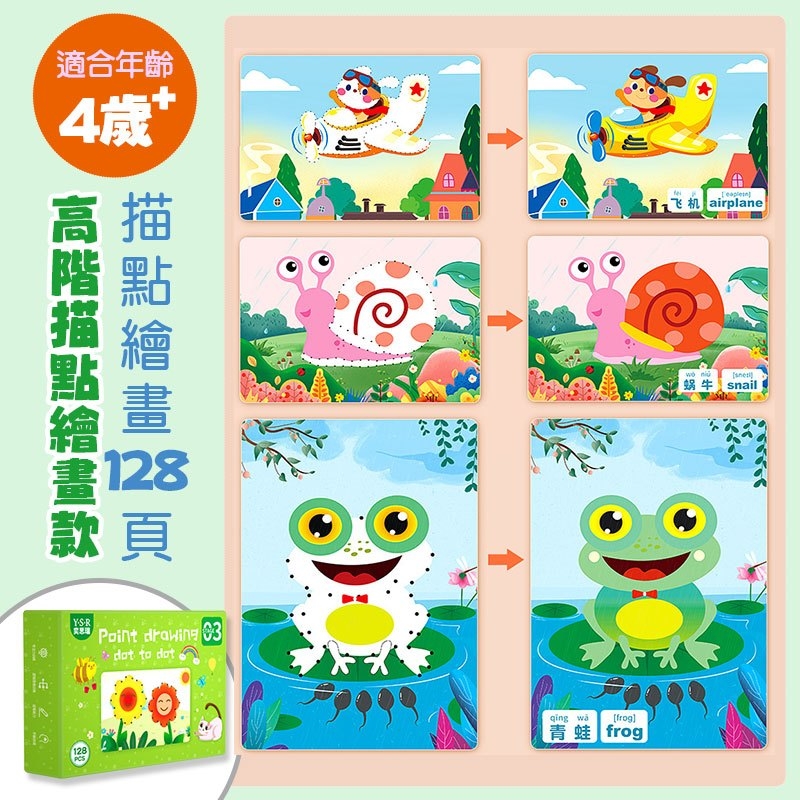 適合年齡
4歲+
高階描點繪畫款
描點繪畫128頁
fēi jī
飞机
[ˈeəpleɪn]
airplane
wō niú
蜗牛
[sneɪl]
snail
qīng wā
青蛙
[frog]
frog
Y·S·R
Point drawing
dot to dot
03
128
PCS